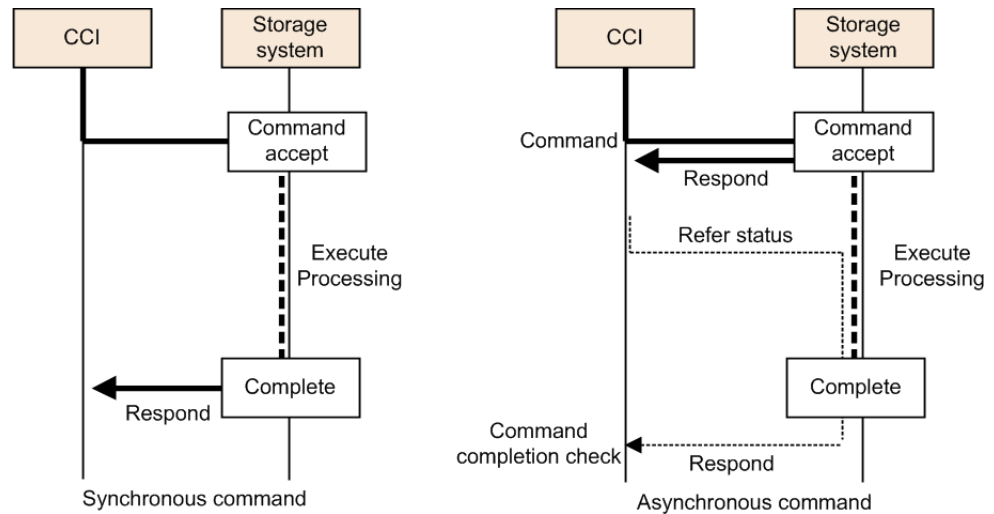 CCI
Storage
system
Command
accept
Execute
Processing
Complete
Respond
Synchronous command
CCI
Storage
system
Command
Command
accept
Respond
Refer status
Execute
Processing
Complete
Command
completion check
Respond
Asynchronous command